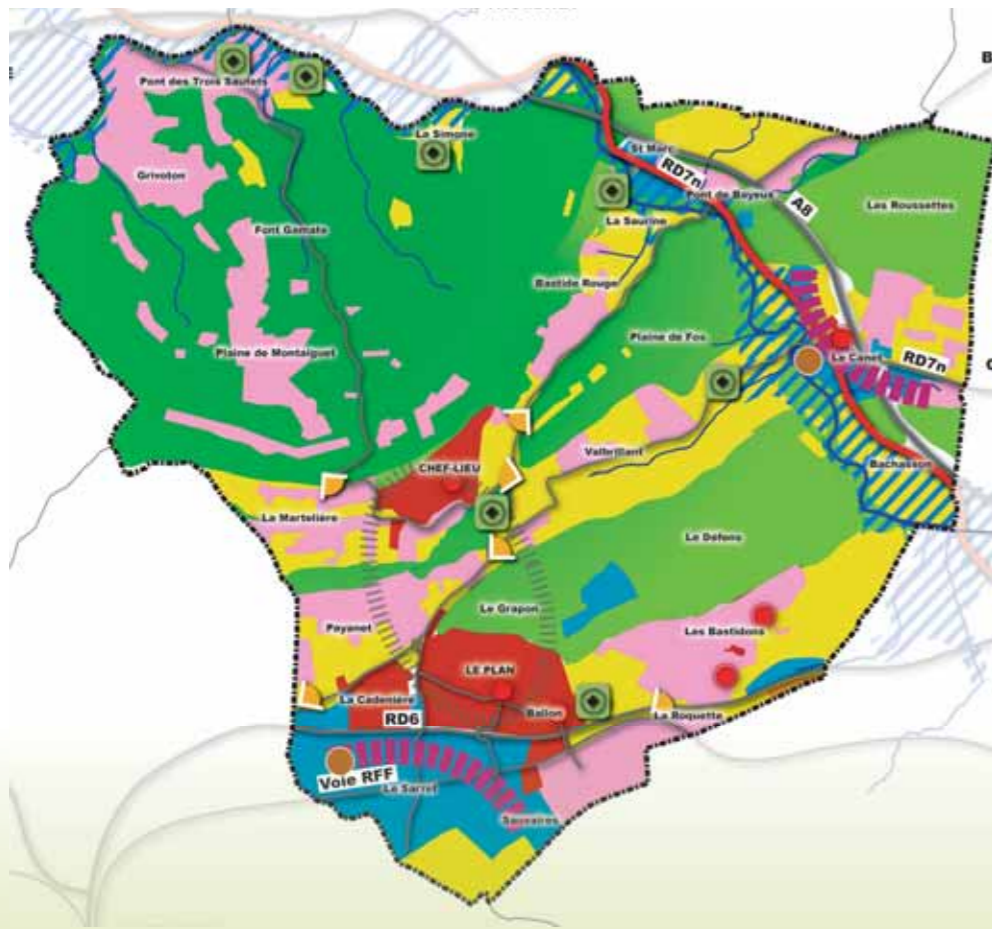 Pont des Trois Sautets
La Simone
St Marc
RD7n
Grivoton
Pont de Bayeux
A8
Les Roussettes
La Saurine
Font Gamate
Bastide Rouge
Plaine de Fos
Plaine de Montaiguet
Le Canet
RD7n
Valbrillant
CHEF-LIEU
Bachasson
La Martelière
Le Défens
Le Grapon
Payanet
Les Bastidons
LE PLAN
La Cadenière
Ballon
La Roquette
RD6
Voie RFF
La Sarret
Sauvaires